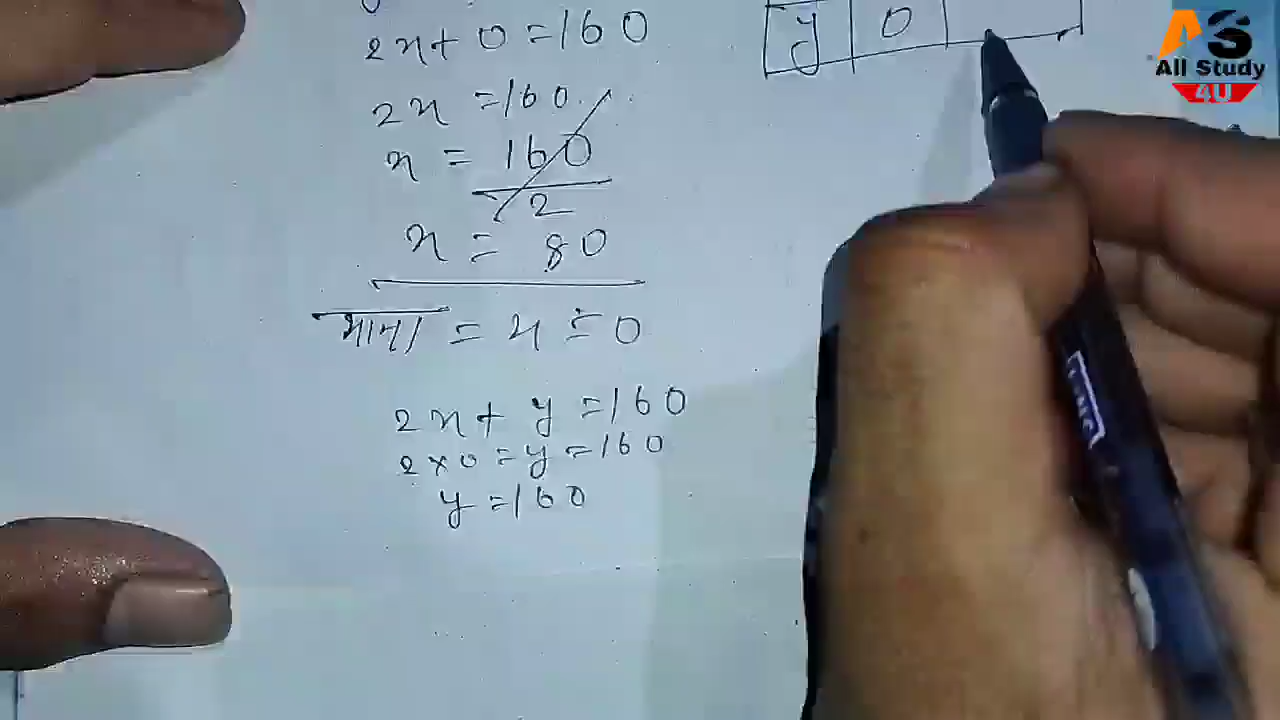 2x + 0 = 160
y 0
AS
All Study
4U
2x = 160
x = 160
2
x = 80
माना = x = 0
2x + y = 160
2 × 0 = y = 160
y = 160